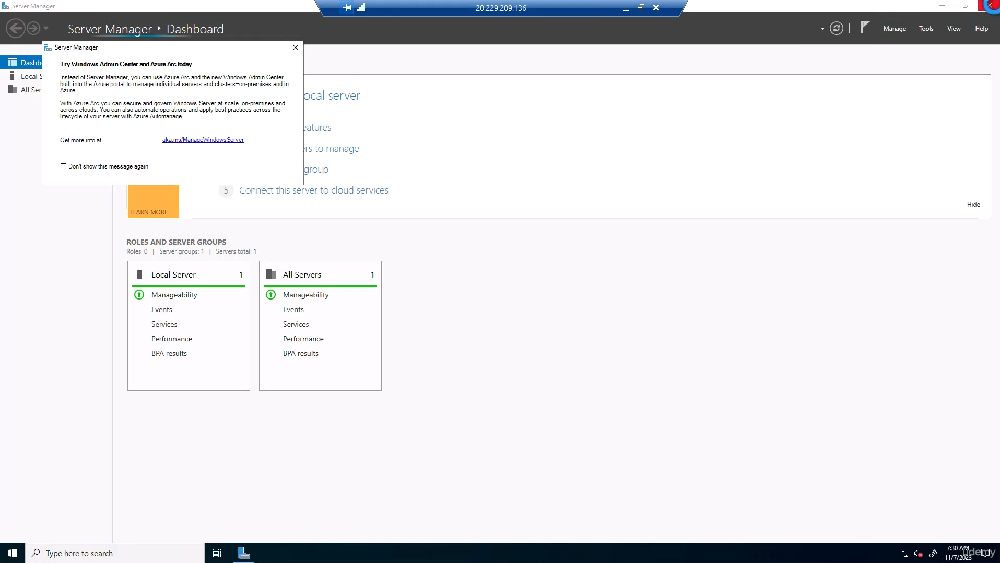 Server Manager
20.229.209.136
Server Manager ‣ Dashboard
Manage
Tools
View
Help
Server Manager
Try Windows Admin Center and Azure Arc today
Instead of Server Manager, you can use Azure Arc and the new Windows Admin Center
built into the Azure portal to manage individual servers and clusters–on-premises and in
Azure.
With Azure Arc you can secure and govern Windows Server at scale–on-premises and
across clouds. You can also automate operations and apply best practices across the
lifecycle of your server with Azure Automanage.
Get more info at
aka.ms/ManageWindowsServer
Don't show this message again
Dashb
Local S
All Ser
ocal server
eatures
ers to manage
group
5 Connect this server to cloud services
LEARN MORE
Hide
ROLES AND SERVER GROUPS
Roles: 0 | Server groups: 1 | Servers total: 1
Local Server 1
Manageability
Events
Services
Performance
BPA results
All Servers 1
Manageability
Events
Services
Performance
BPA results
Type here to search
7:30 AM
11/7/2023
udemy